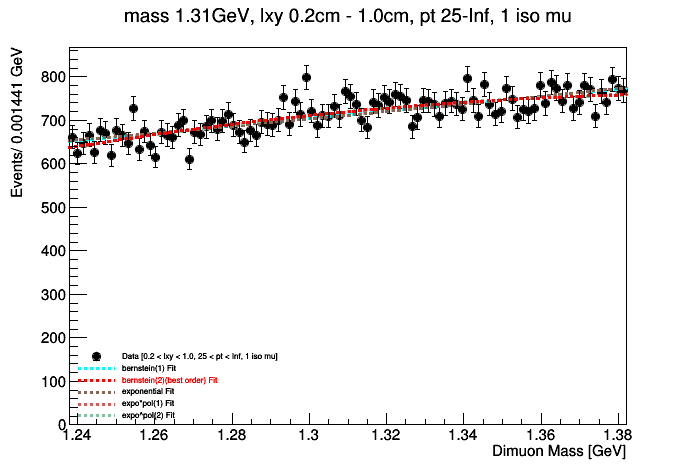 mass 1.31GeV, lxy 0.2cm - 1.0cm, pt 25-Inf, 1 iso mu
Events/ 0.001441 GeV
800
700
600
500
400
300
200
100
0
Data [0.2 < lxy < 1.0, 25 < pt < Inf, 1 iso mu]
bernstein(1) Fit
bernstein(2)(best order) Fit
exponential Fit
expo*pol(1) Fit
expo*pol(2) Fit
1.24 1.26 1.28 1.3 1.32 1.34 1.36 1.38
Dimuon Mass [GeV]